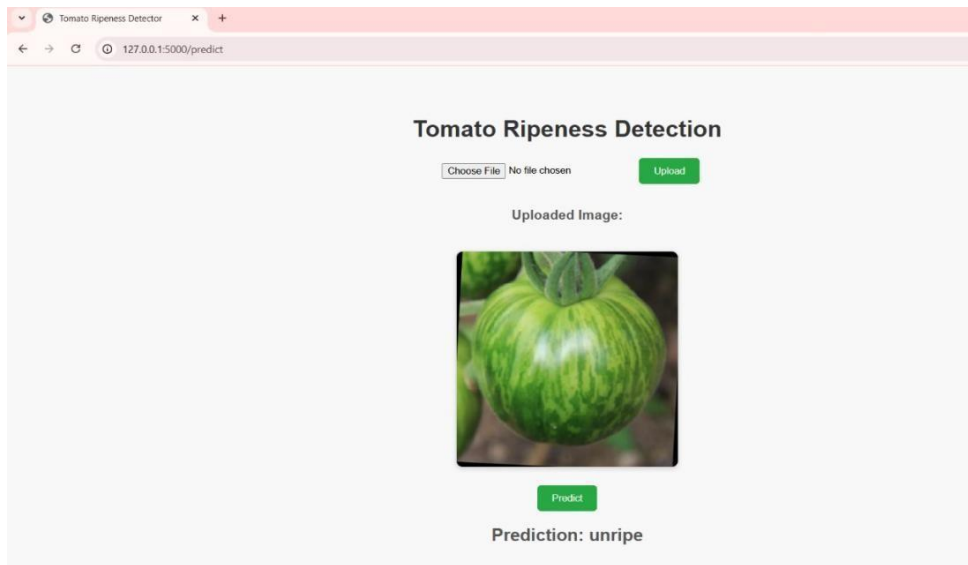 Tomato Ripeness Detector
127.0.0.1:5000/predict
Tomato Ripeness Detection
Choose File No file chosen Upload
Uploaded Image:
Predict
Prediction: unripe